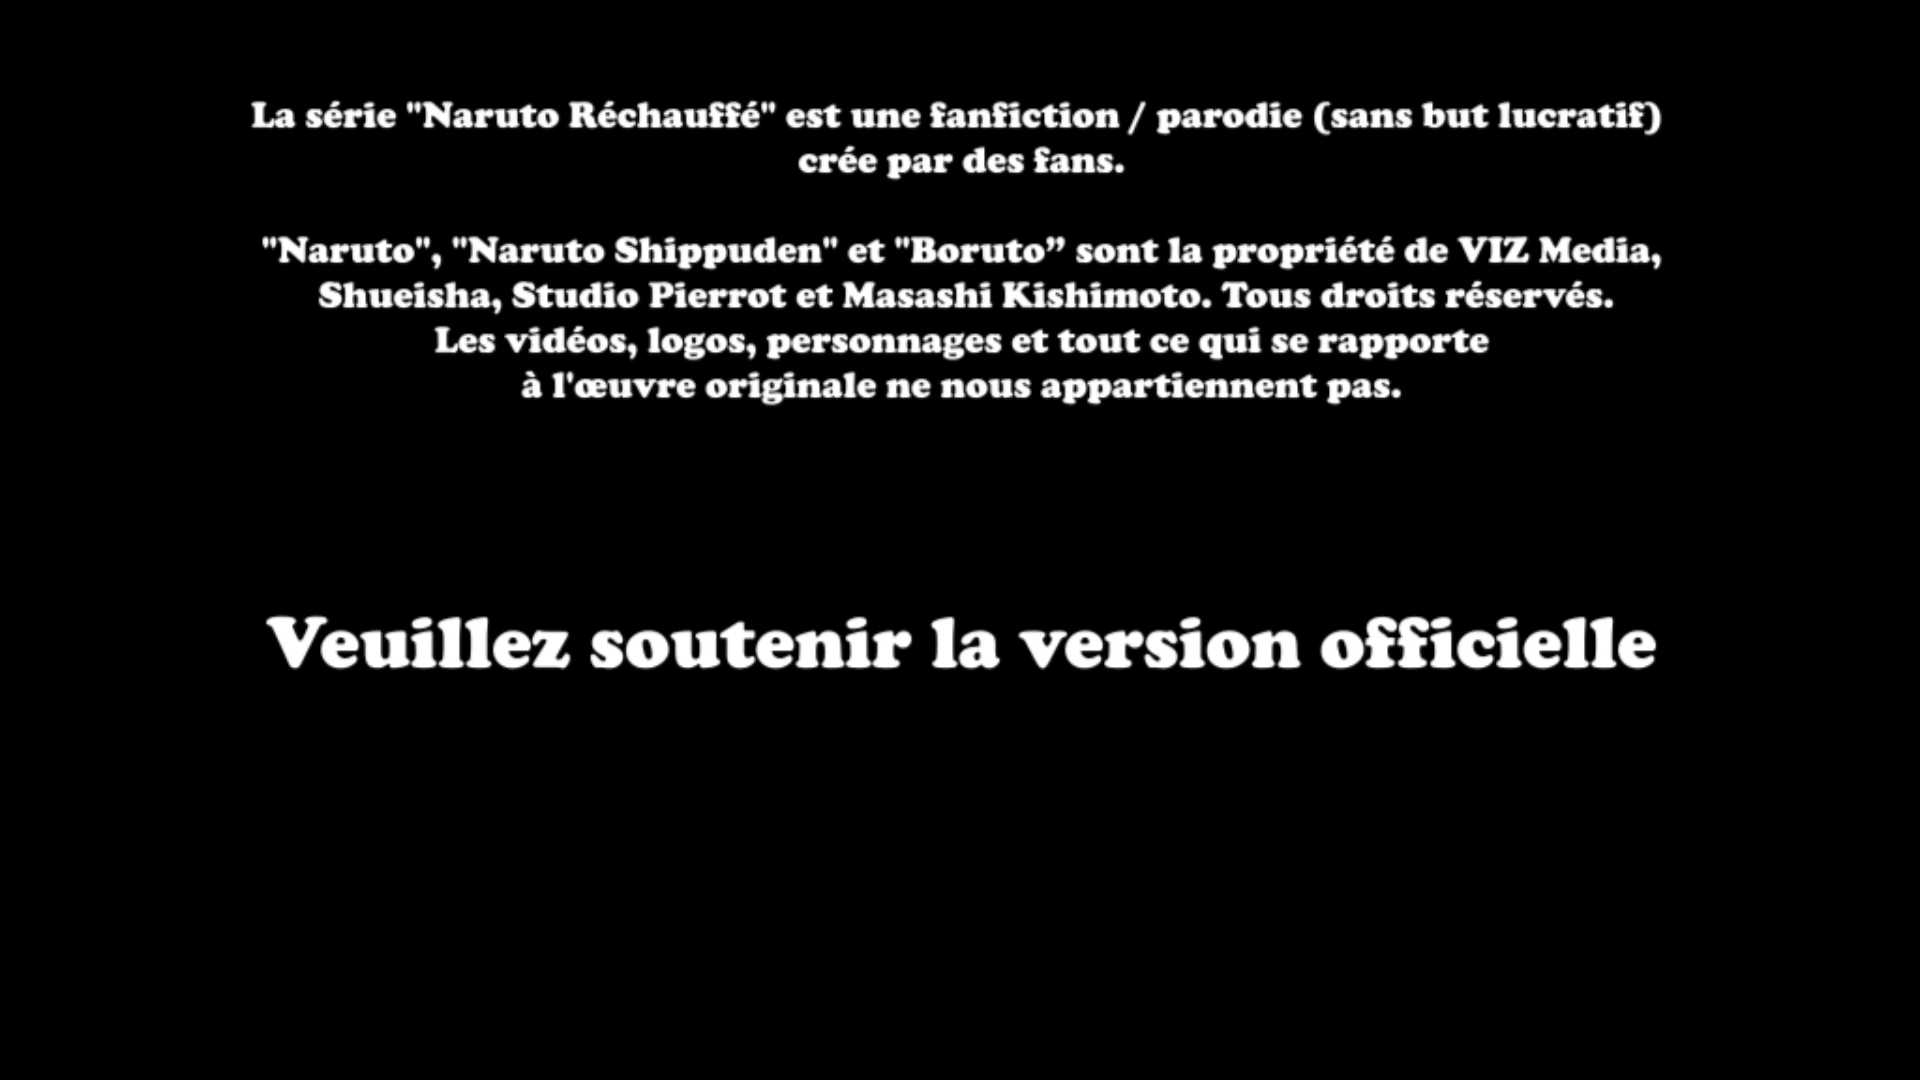 La série "Naruto Réchauffé" est une fanfiction / parodie (sans but lucratif)
crée par des fans.
"Naruto", "Naruto Shippuden" et "Boruto” sont la propriété de VIZ Media,
Shueisha, Studio Pierrot et Masashi Kishimoto. Tous droits réservés.
Les vidéos, logos, personnages et tout ce qui se rapporte
à l'œuvre originale ne nous appartiennent pas.
Veuillez soutenir la version officielle